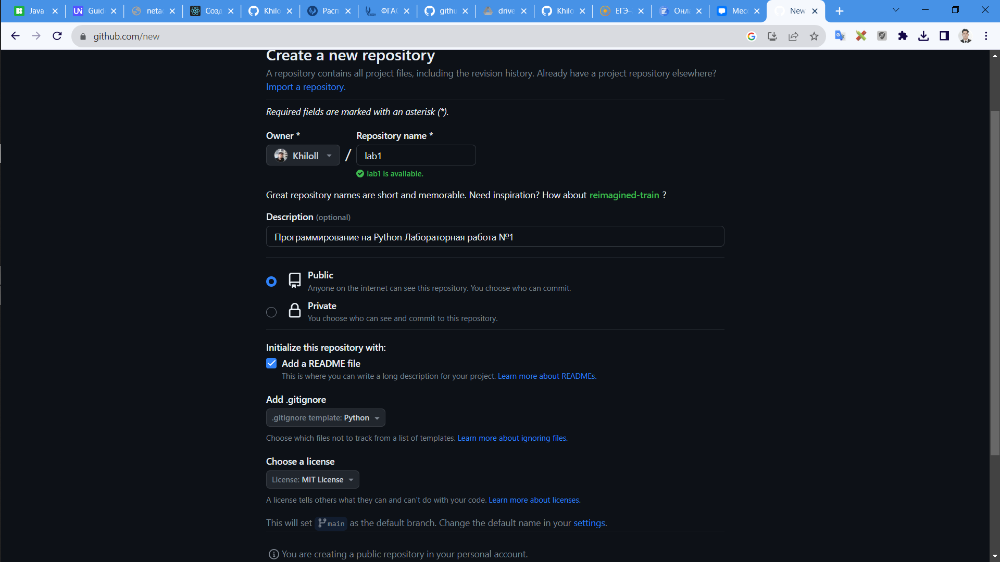 Java
Guid
netac
Созд
Khilo
Расп
ФГАО
githu
drive
Khilo
ЕГЭ–
Онла
Месс
New
github.com/new
Create a new repository
A repository contains all project files, including the revision history. Already have a project repository elsewhere?
Import a repository.
Required fields are marked with an asterisk (*).
Owner * Repository name *
Khiloll / lab1
lab1 is available.
Great repository names are short and memorable. Need inspiration? How about reimagined-train ?
Description (optional)
Программирование на Python Лабораторная работа №1
Public
Anyone on the internet can see this repository. You choose who can commit.
Private
You choose who can see and commit to this repository.
Initialize this repository with:
Add a README file
This is where you can write a long description for your project. Learn more about READMEs.
Add .gitignore
.gitignore template: Python
Choose which files not to track from a list of templates. Learn more about ignoring files.
Choose a license
License: MIT License
A license tells others what they can and can't do with your code. Learn more about licenses.
This will set main as the default branch. Change the default name in your settings.
You are creating a public repository in your personal account.